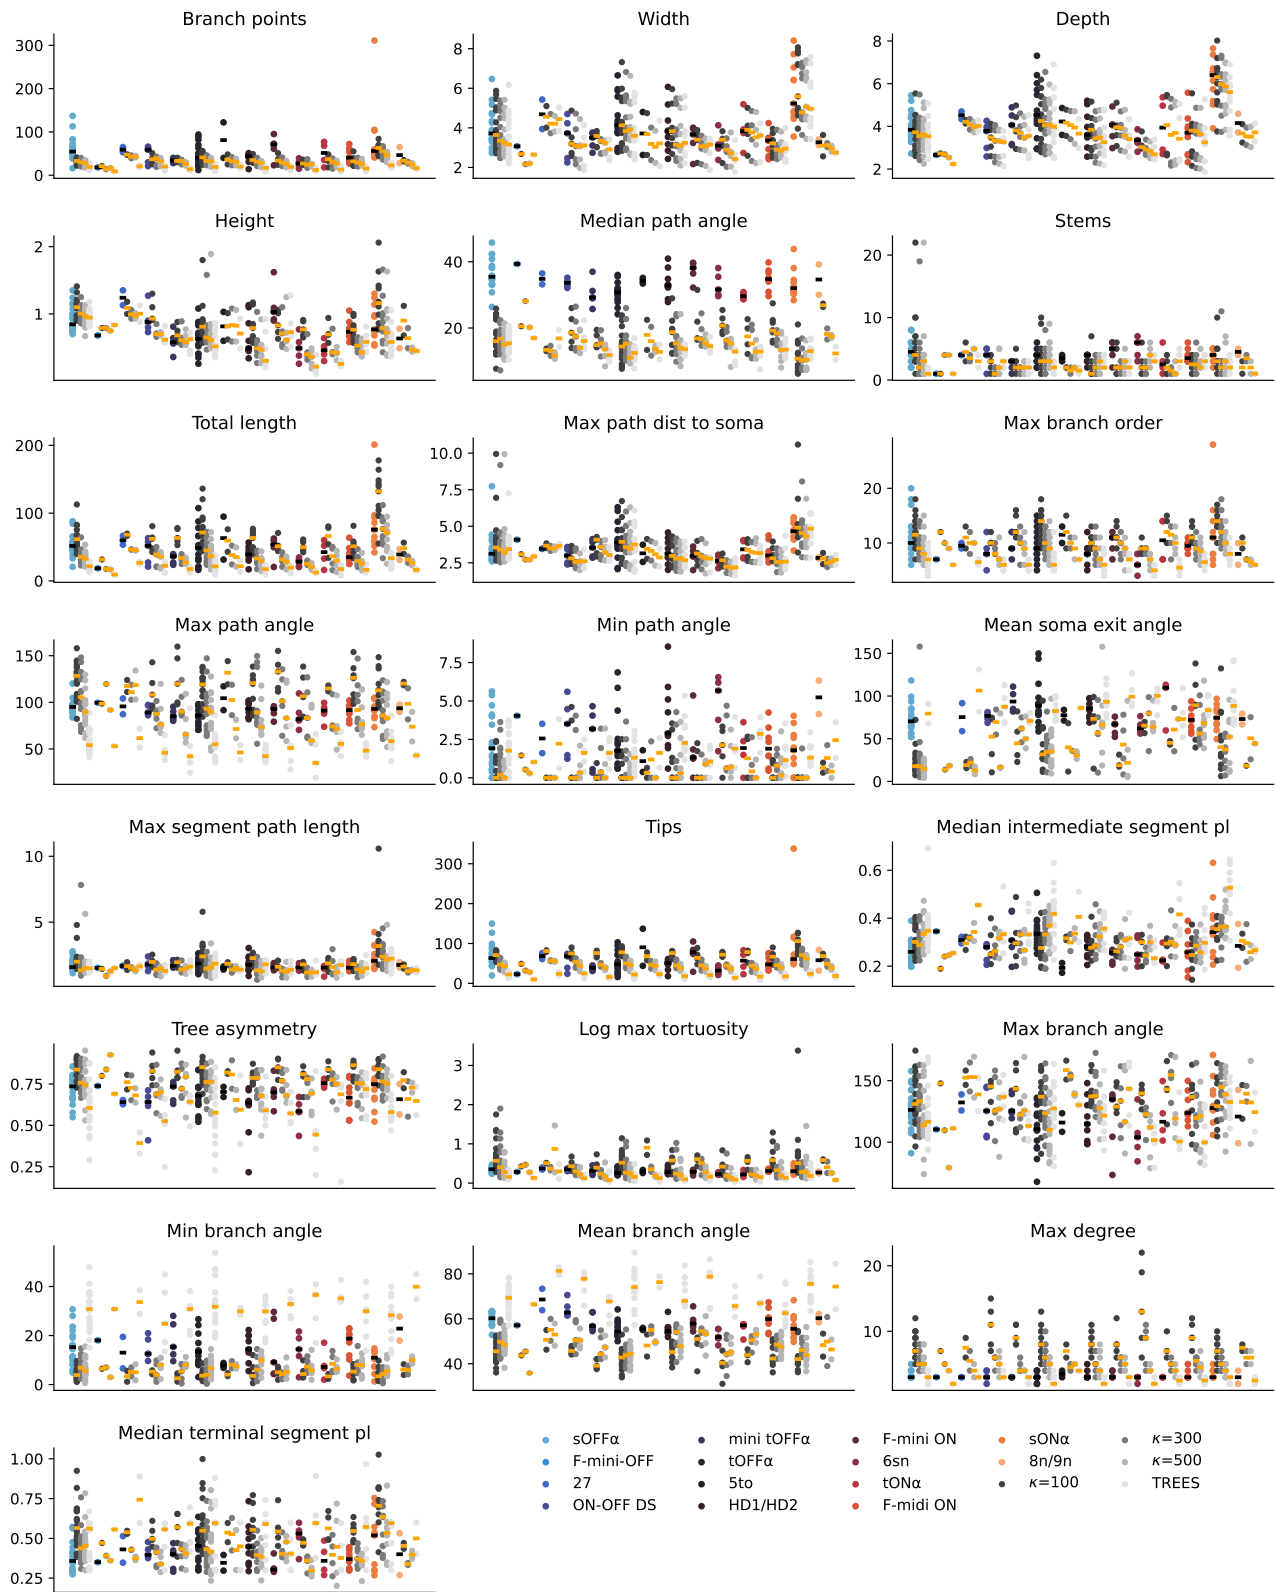 Branch points
Width
Depth
300
200
100
0
8
6
4
2
8
6
4
2
Height
Median path angle
Stems
2
1
40
20
20
10
0
Total length
Max path dist to soma
Max branch order
200
100
0
10.0
7.5
5.0
2.5
20
10
Max path angle
Min path angle
Mean soma exit angle
150
100
50
7.5
5.0
2.5
0.0
150
100
50
0
Max segment path length
Tips
Median intermediate segment pl
10
5
300
200
100
0
0.6
0.4
0.2
Tree asymmetry
Log max tortuosity
Max branch angle
0.75
0.50
0.25
3
2
1
0
150
100
Min branch angle
Mean branch angle
Max degree
40
20
0
80
60
40
20
10
Median terminal segment pl
1.00
0.75
0.50
0.25
sOFFα
F-mini-OFF
27
ON-OFF DS
mini tOFFα
tOFFα
5to
HD1/HD2
F-mini ON
6sn
tONα
F-midi ON
sONα
8n/9n
κ=100
κ=300
κ=500
TREES